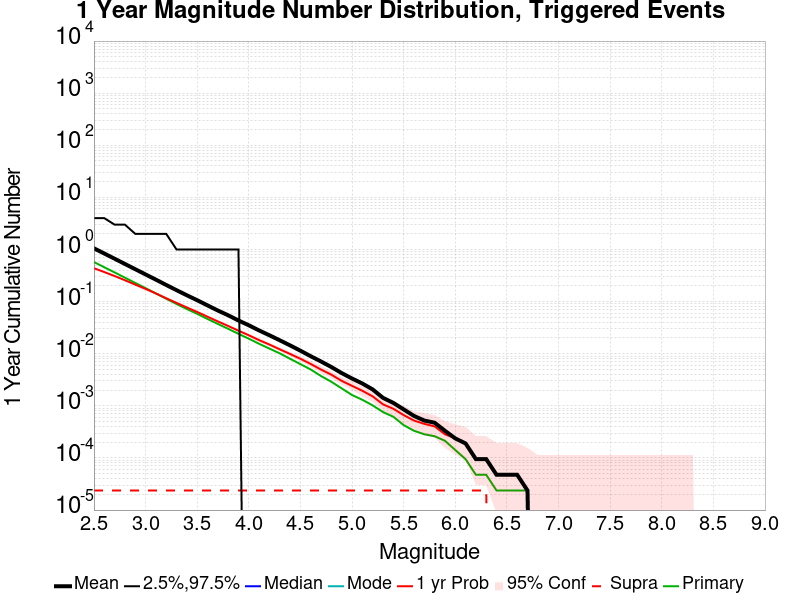 1 Year Magnitude Number Distribution, Triggered Events
1 Year Cumulative Number
10^4
10^3
10^2
10^1
10^0
10^-1
10^-2
10^-3
10^-4
10^-5
2.5 3.0 3.5 4.0 4.5 5.0 5.5 6.0 6.5 7.0 7.5 8.0 8.5 9.0
Magnitude
Mean 2.5%,97.5% Median Mode 1 yr Prob 95% Conf Supra Primary